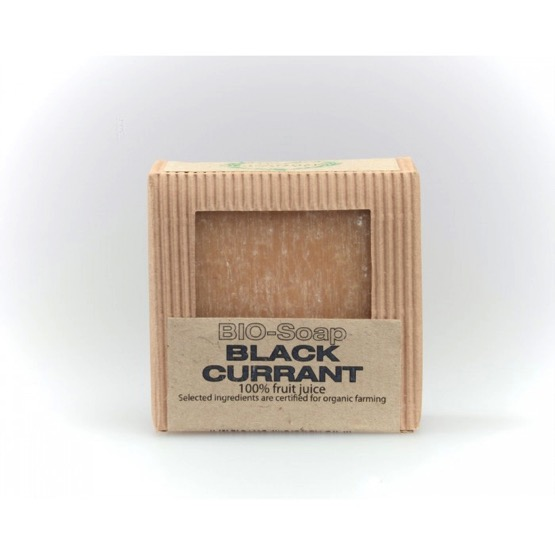 BIO-Soap
BLACK
CURRANT
100% fruit juice
Selected ingredients are certified for organic farming